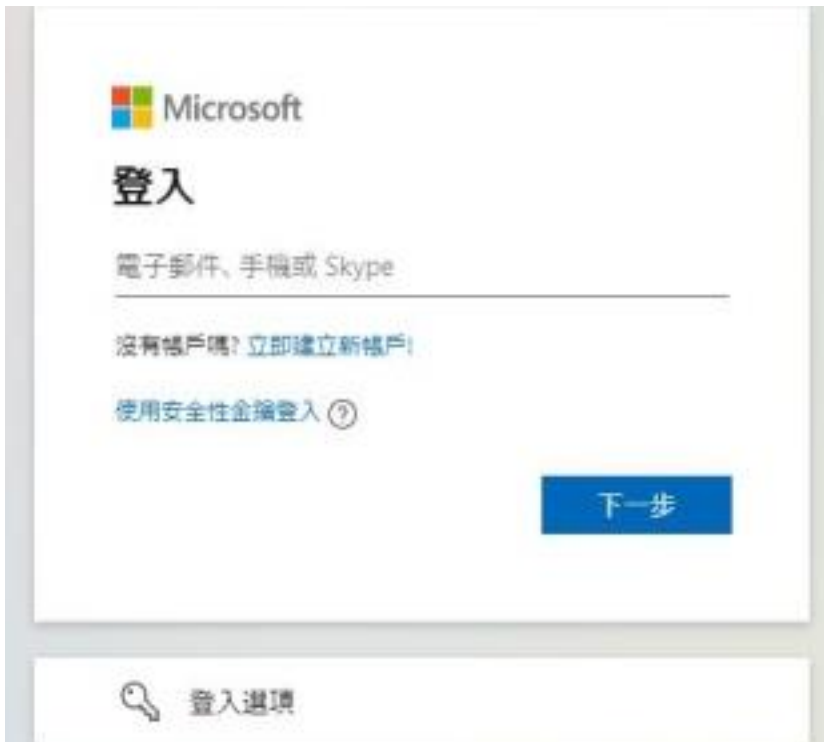 Microsoft
登入
電子郵件、手機或 Skype
沒有帳戶嗎? 立即建立新帳戶!
使用安全性金鑰登入 ?
下一步
登入選項